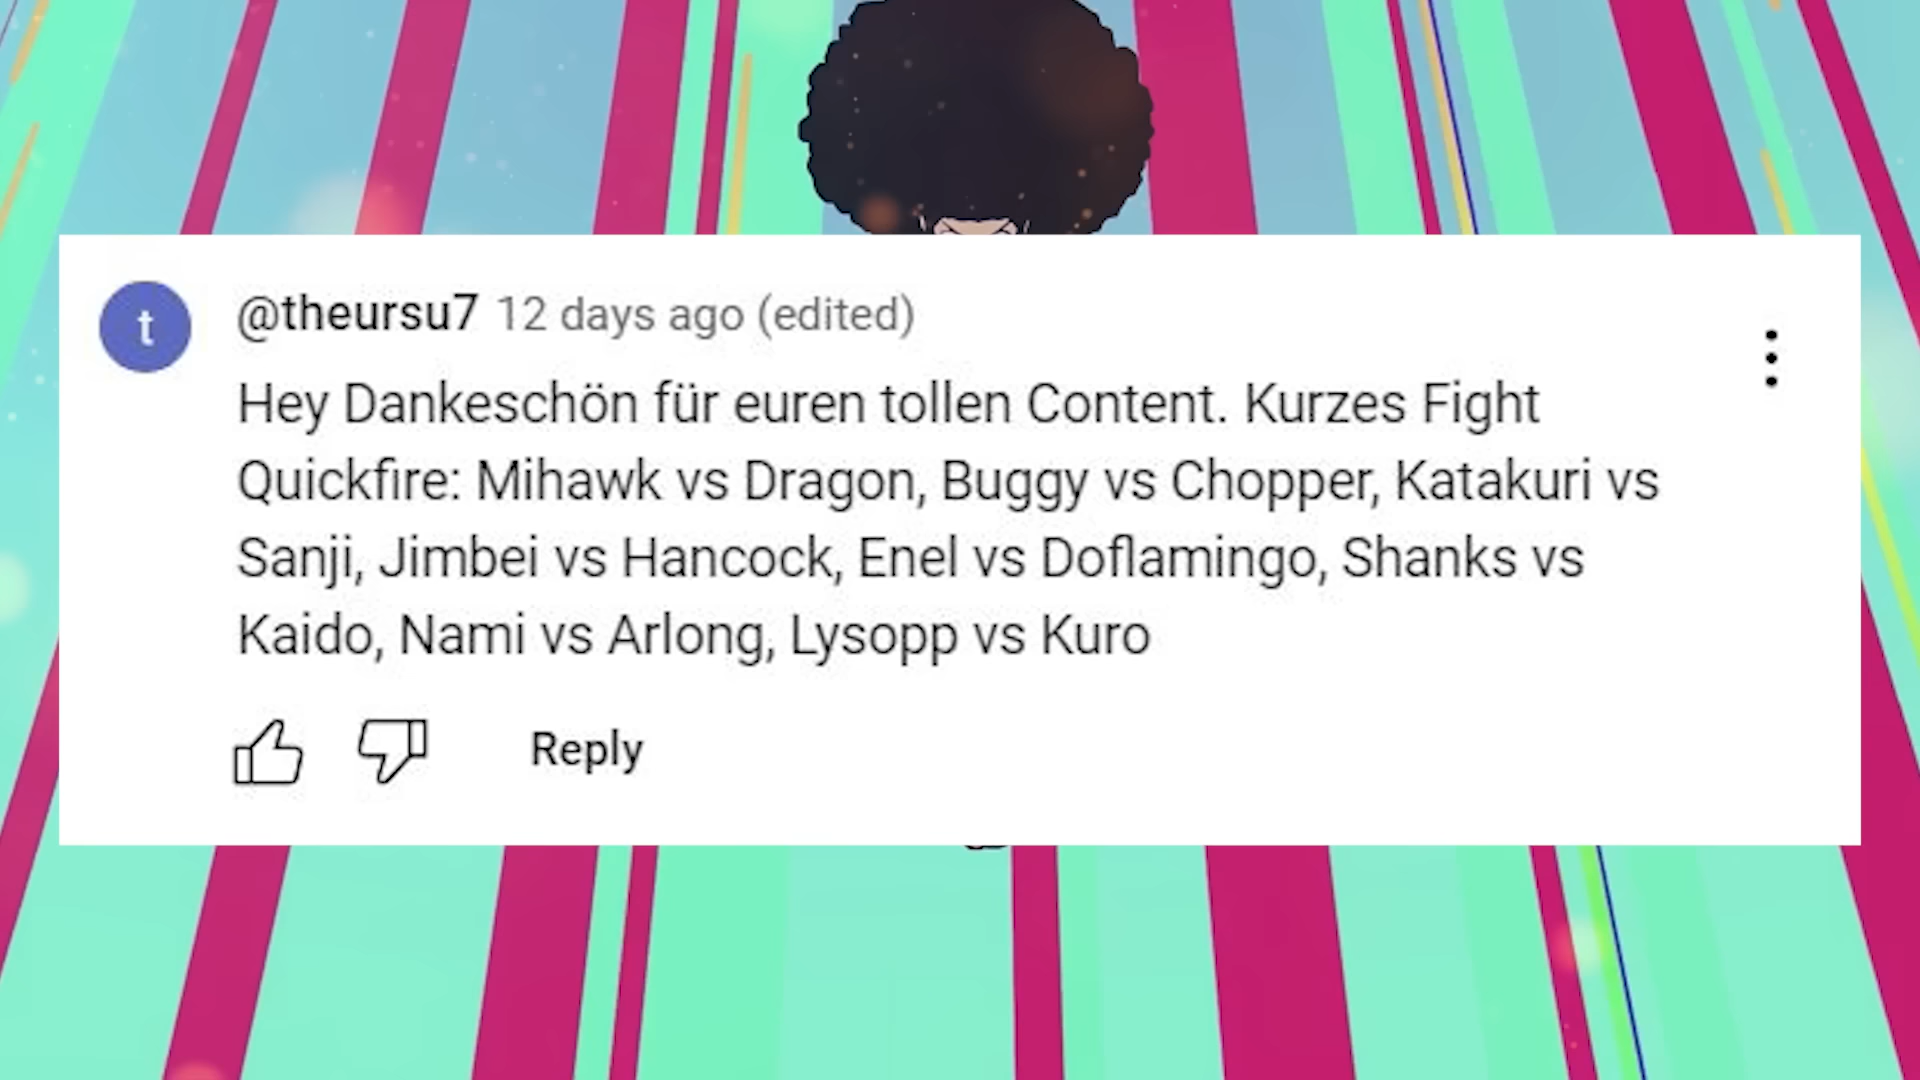 t
@theursu7 12 days ago (edited)
Hey Dankeschön für euren tollen Content. Kurzes Fight
Quickfire: Mihawk vs Dragon, Buggy vs Chopper, Katakuri vs
Sanji, Jimbei vs Hancock, Enel vs Doflamingo, Shanks vs
Kaido, Nami vs Arlong, Lysopp vs Kuro
Reply